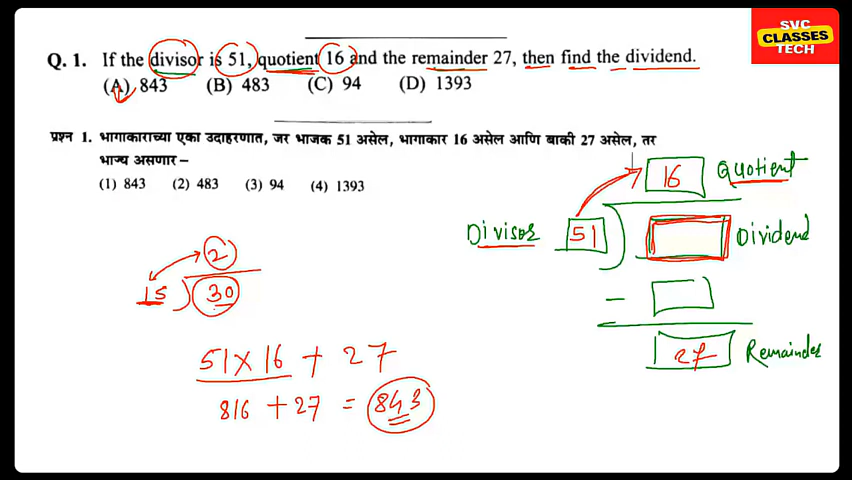 SVC
CLASSES
TECH
Q. 1. If the divisor is 51, quotient 16 and the remainder 27, then find the dividend.
(A) 843 (B) 483 (C) 94 (D) 1393
प्रश्न 1. भागाकाराच्या एका उदाहरणात, जर भाजक 51 असेल, भागाकार 16 असेल आणि बाकी 27 असेल, तर
भाज्य असणार –
(1) 843 (2) 483 (3) 94 (4) 1393
16 Quotient
Divisor 51 Dividend
2
15 30
27 Remainder
51 × 16 + 27
816 + 27 = 843